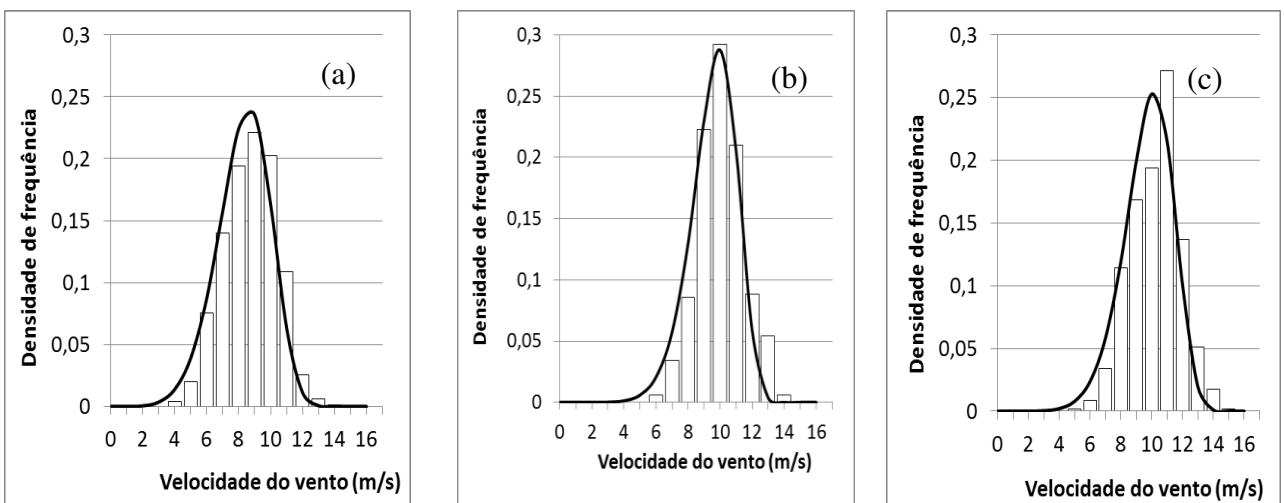 (a)
Densidade de frequência
0,3
0,25
0,2
0,15
0,1
0,05
0
0 2 4 6 8 10 12 14 16
Velocidade do vento (m/s)
(b)
Densidade de frequência
0,3
0,25
0,2
0,15
0,1
0,05
0
0 2 4 6 8 10 12 14 16
Velocidade do vento (m/s)
(c)
Densidade de frequência
0,3
0,25
0,2
0,15
0,1
0,05
0
0 2 4 6 8 10 12 14 16
Velocidade do vento (m/s)